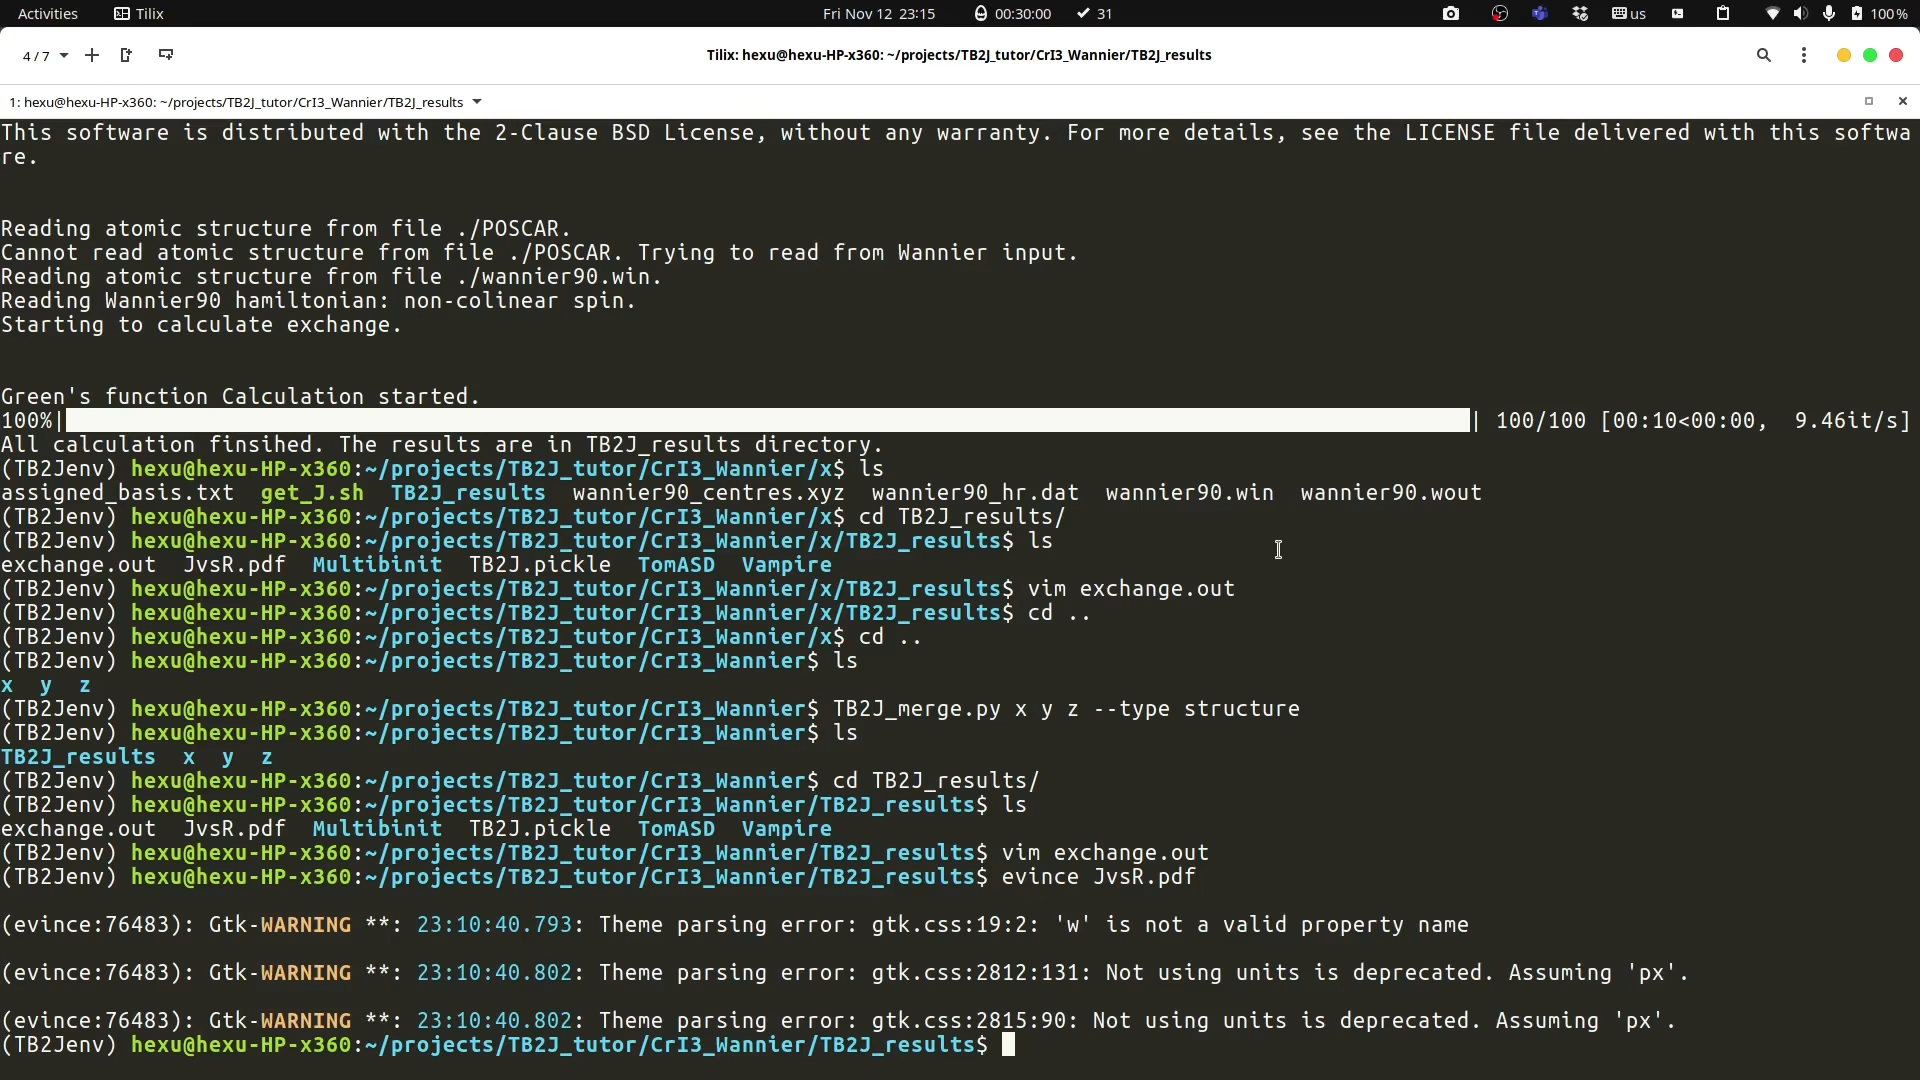 Activities Tilix Fri Nov 12 23:15 00:30:00 31 us 100%
4 / 7 Tilix: hexu@hexu-HP-x360: ~/projects/TB2J_tutor/CrI3_Wannier/TB2J_results
1: hexu@hexu-HP-x360: ~/projects/TB2J_tutor/CrI3_Wannier/TB2J_results
This software is distributed with the 2-Clause BSD License, without any warranty. For more details, see the LICENSE file delivered with this softwa
re.
Reading atomic structure from file ./POSCAR.
Cannot read atomic structure from file ./POSCAR. Trying to read from Wannier input.
Reading atomic structure from file ./wannier90.win.
Reading Wannier90 hamiltonian: non-colinear spin.
Starting to calculate exchange.
Green's function Calculation started.
100%| | 100/100 [00:10<00:00,  9.46it/s]
All calculation finsihed. The results are in TB2J_results directory.
(TB2Jenv) hexu@hexu-HP-x360:~/projects/TB2J_tutor/CrI3_Wannier/x$ ls
assigned_basis.txt  get_J.sh  TB2J_results  wannier90_centres.xyz  wannier90_hr.dat  wannier90.win  wannier90.wout
(TB2Jenv) hexu@hexu-HP-x360:~/projects/TB2J_tutor/CrI3_Wannier/x$ cd TB2J_results/
(TB2Jenv) hexu@hexu-HP-x360:~/projects/TB2J_tutor/CrI3_Wannier/x/TB2J_results$ ls
exchange.out  JvsR.pdf  Multibinit  TB2J.pickle  TomASD  Vampire
(TB2Jenv) hexu@hexu-HP-x360:~/projects/TB2J_tutor/CrI3_Wannier/x/TB2J_results$ vim exchange.out
(TB2Jenv) hexu@hexu-HP-x360:~/projects/TB2J_tutor/CrI3_Wannier/x/TB2J_results$ cd ..
(TB2Jenv) hexu@hexu-HP-x360:~/projects/TB2J_tutor/CrI3_Wannier/x$ cd ..
(TB2Jenv) hexu@hexu-HP-x360:~/projects/TB2J_tutor/CrI3_Wannier$ ls
x  y  z
(TB2Jenv) hexu@hexu-HP-x360:~/projects/TB2J_tutor/CrI3_Wannier$ TB2J_merge.py x y z --type structure
(TB2Jenv) hexu@hexu-HP-x360:~/projects/TB2J_tutor/CrI3_Wannier$ ls
TB2J_results  x  y  z
(TB2Jenv) hexu@hexu-HP-x360:~/projects/TB2J_tutor/CrI3_Wannier$ cd TB2J_results/
(TB2Jenv) hexu@hexu-HP-x360:~/projects/TB2J_tutor/CrI3_Wannier/TB2J_results$ ls
exchange.out  JvsR.pdf  Multibinit  TB2J.pickle  TomASD  Vampire
(TB2Jenv) hexu@hexu-HP-x360:~/projects/TB2J_tutor/CrI3_Wannier/TB2J_results$ vim exchange.out
(TB2Jenv) hexu@hexu-HP-x360:~/projects/TB2J_tutor/CrI3_Wannier/TB2J_results$ evince JvsR.pdf
(evince:76483): Gtk-WARNING **: 23:10:40.793: Theme parsing error: gtk.css:19:2: 'w' is not a valid property name
(evince:76483): Gtk-WARNING **: 23:10:40.802: Theme parsing error: gtk.css:2812:131: Not using units is deprecated. Assuming 'px'.
(evince:76483): Gtk-WARNING **: 23:10:40.802: Theme parsing error: gtk.css:2815:90: Not using units is deprecated. Assuming 'px'.
(TB2Jenv) hexu@hexu-HP-x360:~/projects/TB2J_tutor/CrI3_Wannier/TB2J_results$